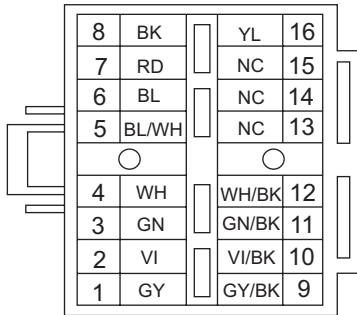 8 BK YL 16
7 RD NC 15
6 BL NC 14
5 BL/WH NC 13
4 WH WH/BK 12
3 GN GN/BK 11
2 VI VI/BK 10
1 GY GY/BK 9